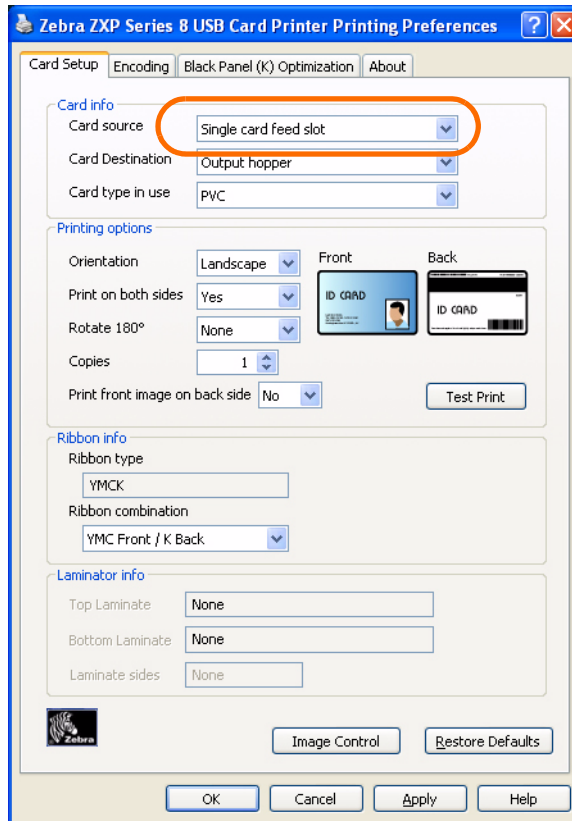 Zebra ZXP Series 8 USB Card Printer Printing Preferences
Card Setup Encoding Black Panel (K) Optimization About
Card info
Card source Single card feed slot
Card Destination Output hopper
Card type in use PVC
Printing options
Orientation Landscape Front Back
Print on both sides Yes
ID CARD ID CARD
Rotate 180° None
Copies 1
Print front image on back side No Test Print
Ribbon info
Ribbon type
YMCK
Ribbon combination
YMC Front / K Back
Laminator info
Top Laminate None
Bottom Laminate None
Laminate sides None
Zebra
Image Control Restore Defaults
OK Cancel Apply Help